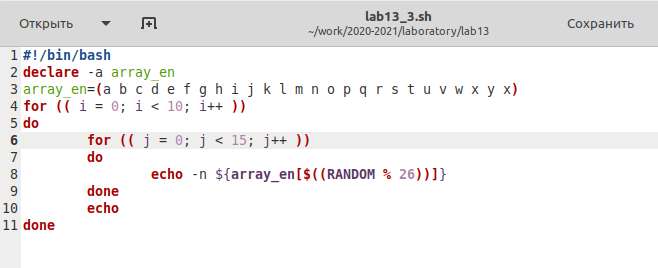 Открыть
lab13_3.sh
~/work/2020-2021/laboratory/lab13
Сохранить
1 #!/bin/bash
2 declare -a array_en
3 array_en=(a b c d e f g h i j k l m n o p q r s t u v w x y x)
4 for (( i = 0; i < 10; i++ ))
5 do
6 for (( j = 0; j < 15; j++ ))
7 do
8 echo -n ${array_en[$((RANDOM % 26))]}
9 done
10 echo
11 done